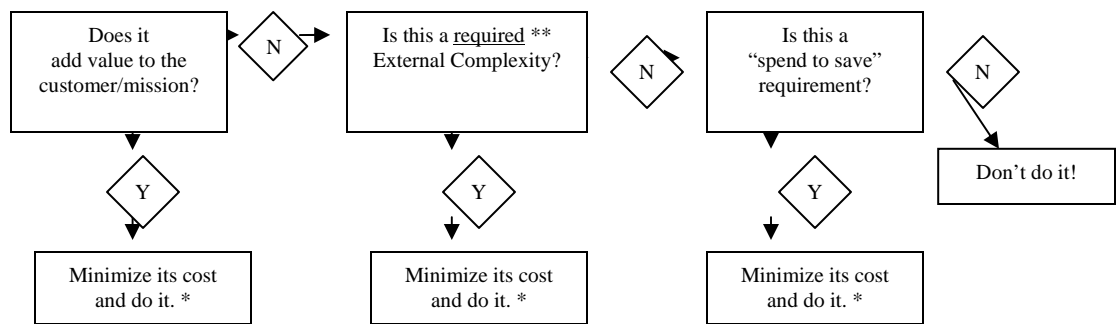 Does it
add value to the
customer/mission?
N
Is this a required **
External Complexity?
N
Is this a
“spend to save”
requirement?
N
Don’t do it!
Y
Y
Y
Minimize its cost
and do it. *
Minimize its cost
and do it. *
Minimize its cost
and do it. *